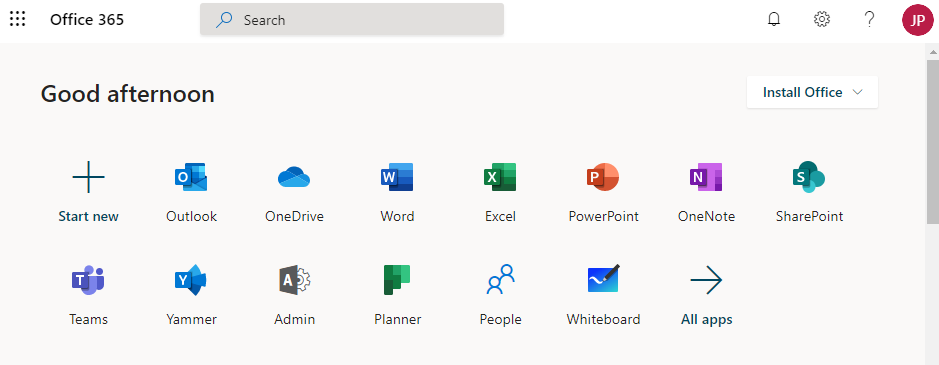 Office 365
Search
JP
Good afternoon
Install Office
Start new
Outlook
OneDrive
Word
Excel
PowerPoint
OneNote
SharePoint
Teams
Yammer
Admin
Planner
People
Whiteboard
All apps